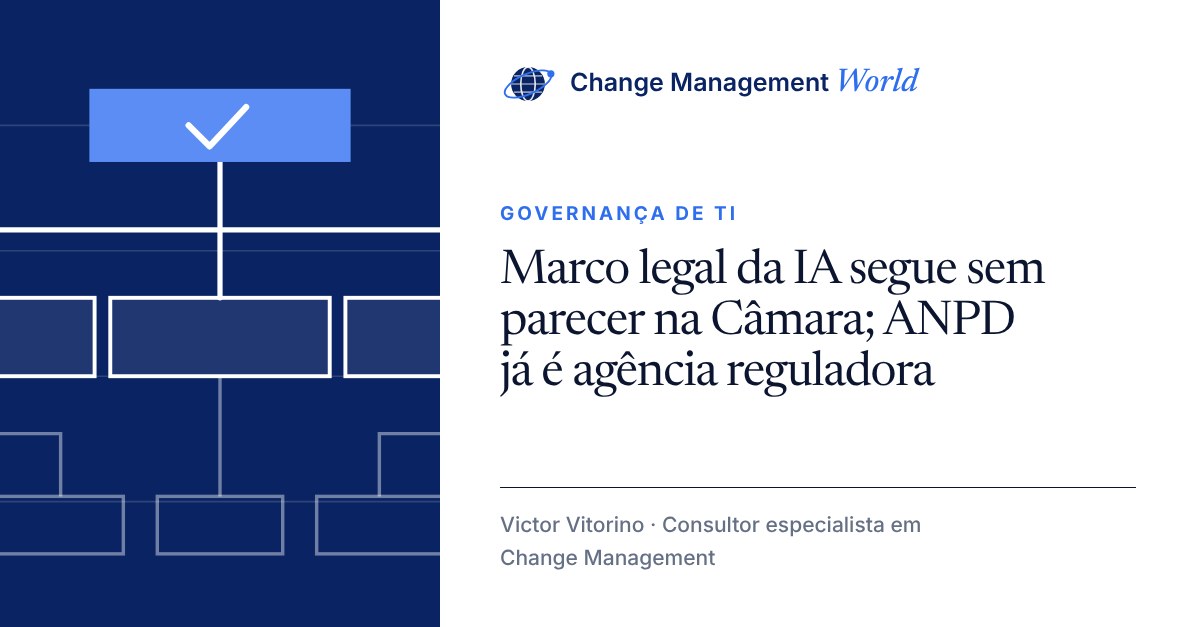 Change Management World
GOVERNANÇA DE TI
Marco legal da IA segue sem
parecer na Câmara; ANPD
já é agência reguladora
Victor Vitorino · Consultor especialista em
Change Management